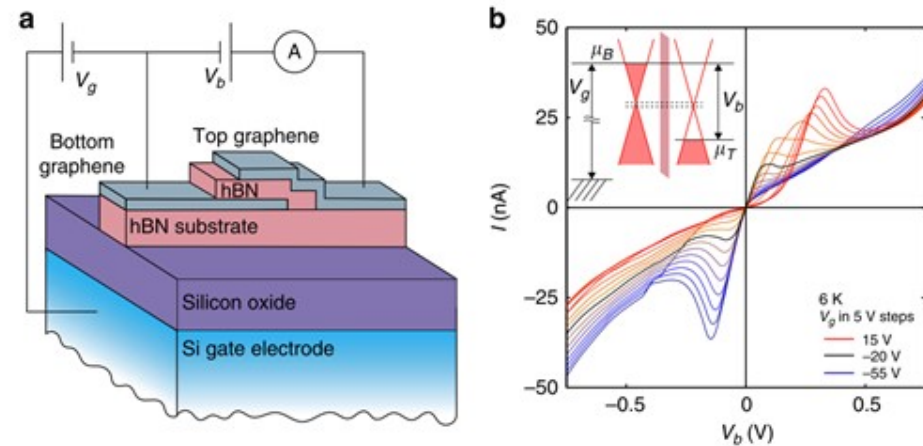 a
V_g
V_b
A
Bottom
graphene
Top graphene
hBN
hBN substrate
Silicon oxide
Si gate electrode
b
50
25
0
−25
−50
I (nA)
μ_B
V_g
V_b
μ_T
6 K
V_g in 5 V steps
15 V
−20 V
−55 V
−0.5
0
0.5
V_b (V)